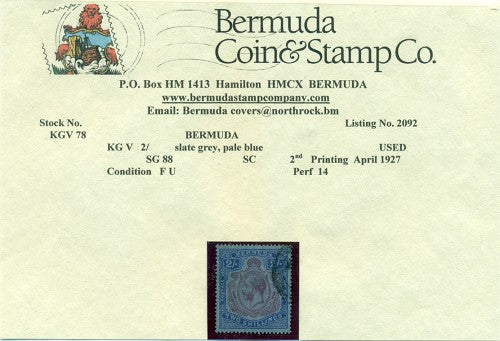 Bermuda
Coin&Stamp Co.
P.O. Box HM 1413 Hamilton HMCX BERMUDA
www.bermudastampcompany.com
Email: Bermuda covers@northrock.bm
Stock No. Listing No. 2092
KGV 78 BERMUDA
KG V 2/ slate grey, pale blue USED
SG 88 SC 2nd Printing April 1927
Condition F U Perf 14
BERMUDA
2/-
TWO SHILLINGS